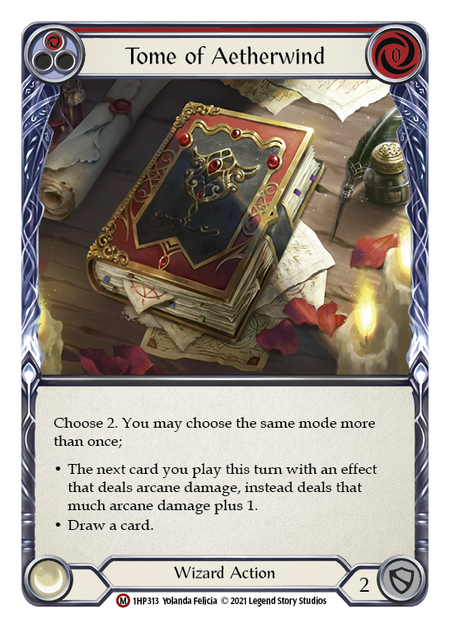 Tome of Aetherwind
0
Choose 2. You may choose the same mode more
than once;
• The next card you play this turn with an effect
that deals arcane damage, instead deals that
much arcane damage plus 1.
• Draw a card.
Wizard Action
2
M 1HP313 Yolanda Felicia © 2021 Legend Story Studios